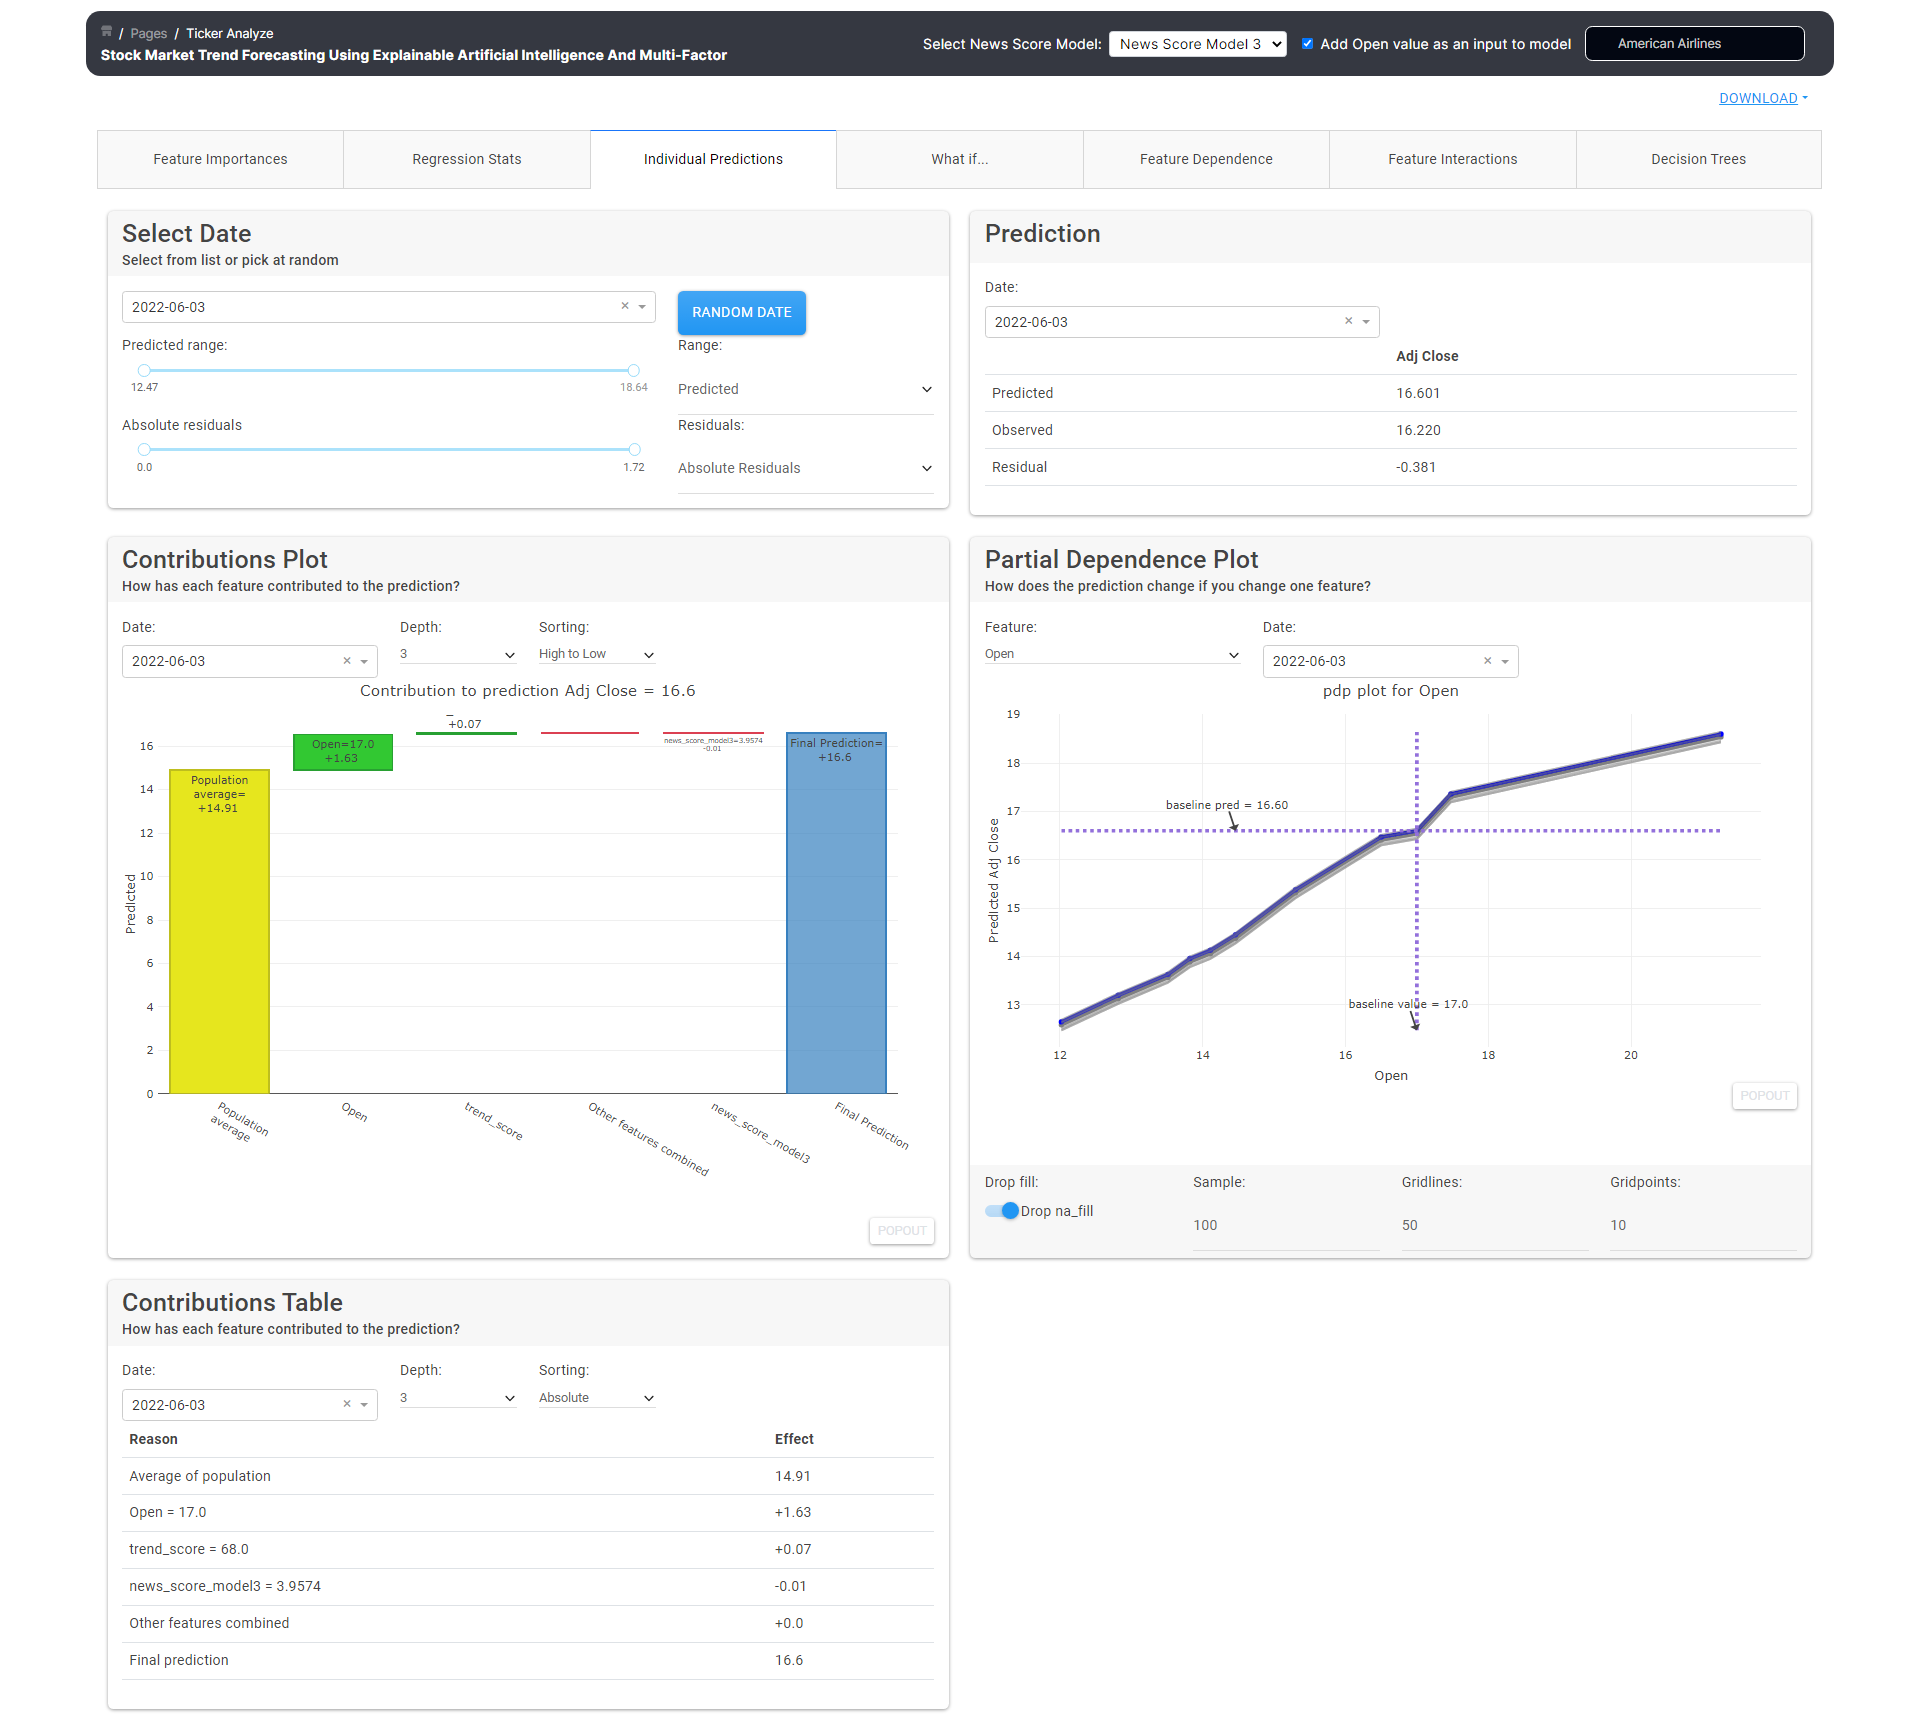 / Pages / Ticker Analyze
Stock Market Trend Forecasting Using Explainable Artificial Intelligence And Multi-Factor
Select News Score Model: News Score Model 3 Add Open value as an input to model American Airlines
DOWNLOAD
Feature Importances Regression Stats Individual Predictions What if... Feature Dependence Feature Interactions Decision Trees
Select Date
Select from list or pick at random
2022-06-03 × RANDOM DATE
Predicted range: Range:
12.47 18.64
Predicted
Absolute residuals Residuals:
0.0 1.72
Absolute Residuals
Prediction
Date:
2022-06-03 ×
Adj Close
Predicted 16.601
Observed 16.220
Residual -0.381
Contributions Plot
How has each feature contributed to the prediction?
Date: Depth: Sorting:
2022-06-03 × 3 High to Low
Contribution to prediction Adj Close = 16.6
+0.07
Open=17.0
+1.63
news_score_model3=3.9574
-0.01
Final Prediction=
+16.6
Population
average=
+14.91
16
14
12
10
8
6
4
2
0
Predicted
Population
average
Open
trend_score
Other features combined
news_score_model3
Final Prediction
POPOUT
Partial Dependence Plot
How does the prediction change if you change one feature?
Feature: Date:
Open 2022-06-03 ×
pdp plot for Open
19
18
17
16
15
14
13
Predicted Adj Close
baseline pred = 16.60
baseline value = 17.0
12 14 16 18 20
Open
POPOUT
Drop fill: Sample: Gridlines: Gridpoints:
Drop na_fill 100 50 10
Contributions Table
How has each feature contributed to the prediction?
Date: Depth: Sorting:
2022-06-03 × 3 Absolute
Reason Effect
Average of population 14.91
Open = 17.0 +1.63
trend_score = 68.0 +0.07
news_score_model3 = 3.9574 -0.01
Other features combined +0.0
Final prediction 16.6